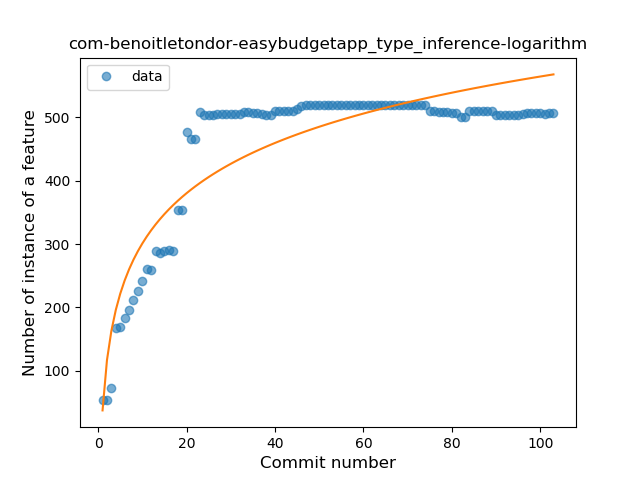 com-benoitletondor-easybudgetapp_type_inference-logarithm
data
Number of instance of a feature
500
400
300
200
100
0 20 40 60 80 100
Commit number